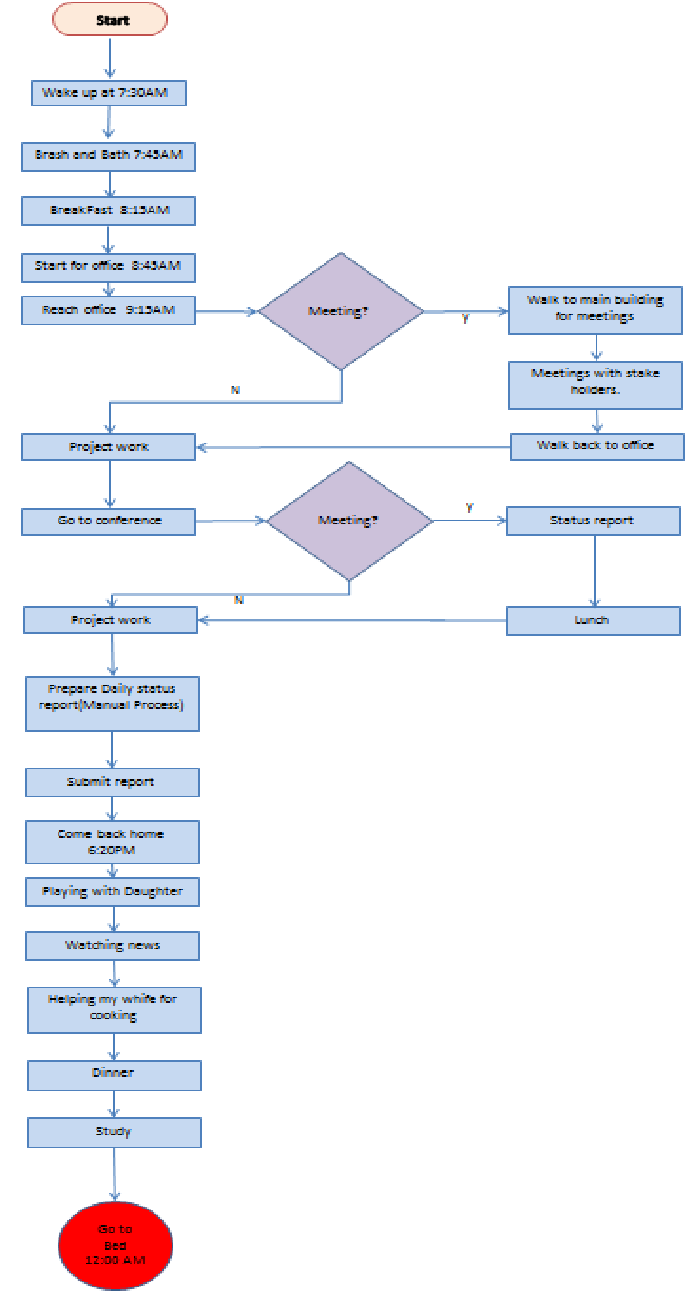 Start
Wake up at 7:30AM
Brash and Bath 7:45AM
BreakFast 8:15AM
Start for office 8:45AM
Reach office 9:15AM
Meeting?
Y
Walk to main building
for meetings
Meetings with stake
holders.
N
Project work
Walk back to office
Go to conference
Meeting?
Y
Status report
N
Project work
Lunch
Prepare Daily status
report(Manual Process)
Submit report
Come back home
6:20PM
Playing with Daughter
Watching news
Helping my whife for
cooking
Dinner
Study
Go to
Bed
12:00 AM